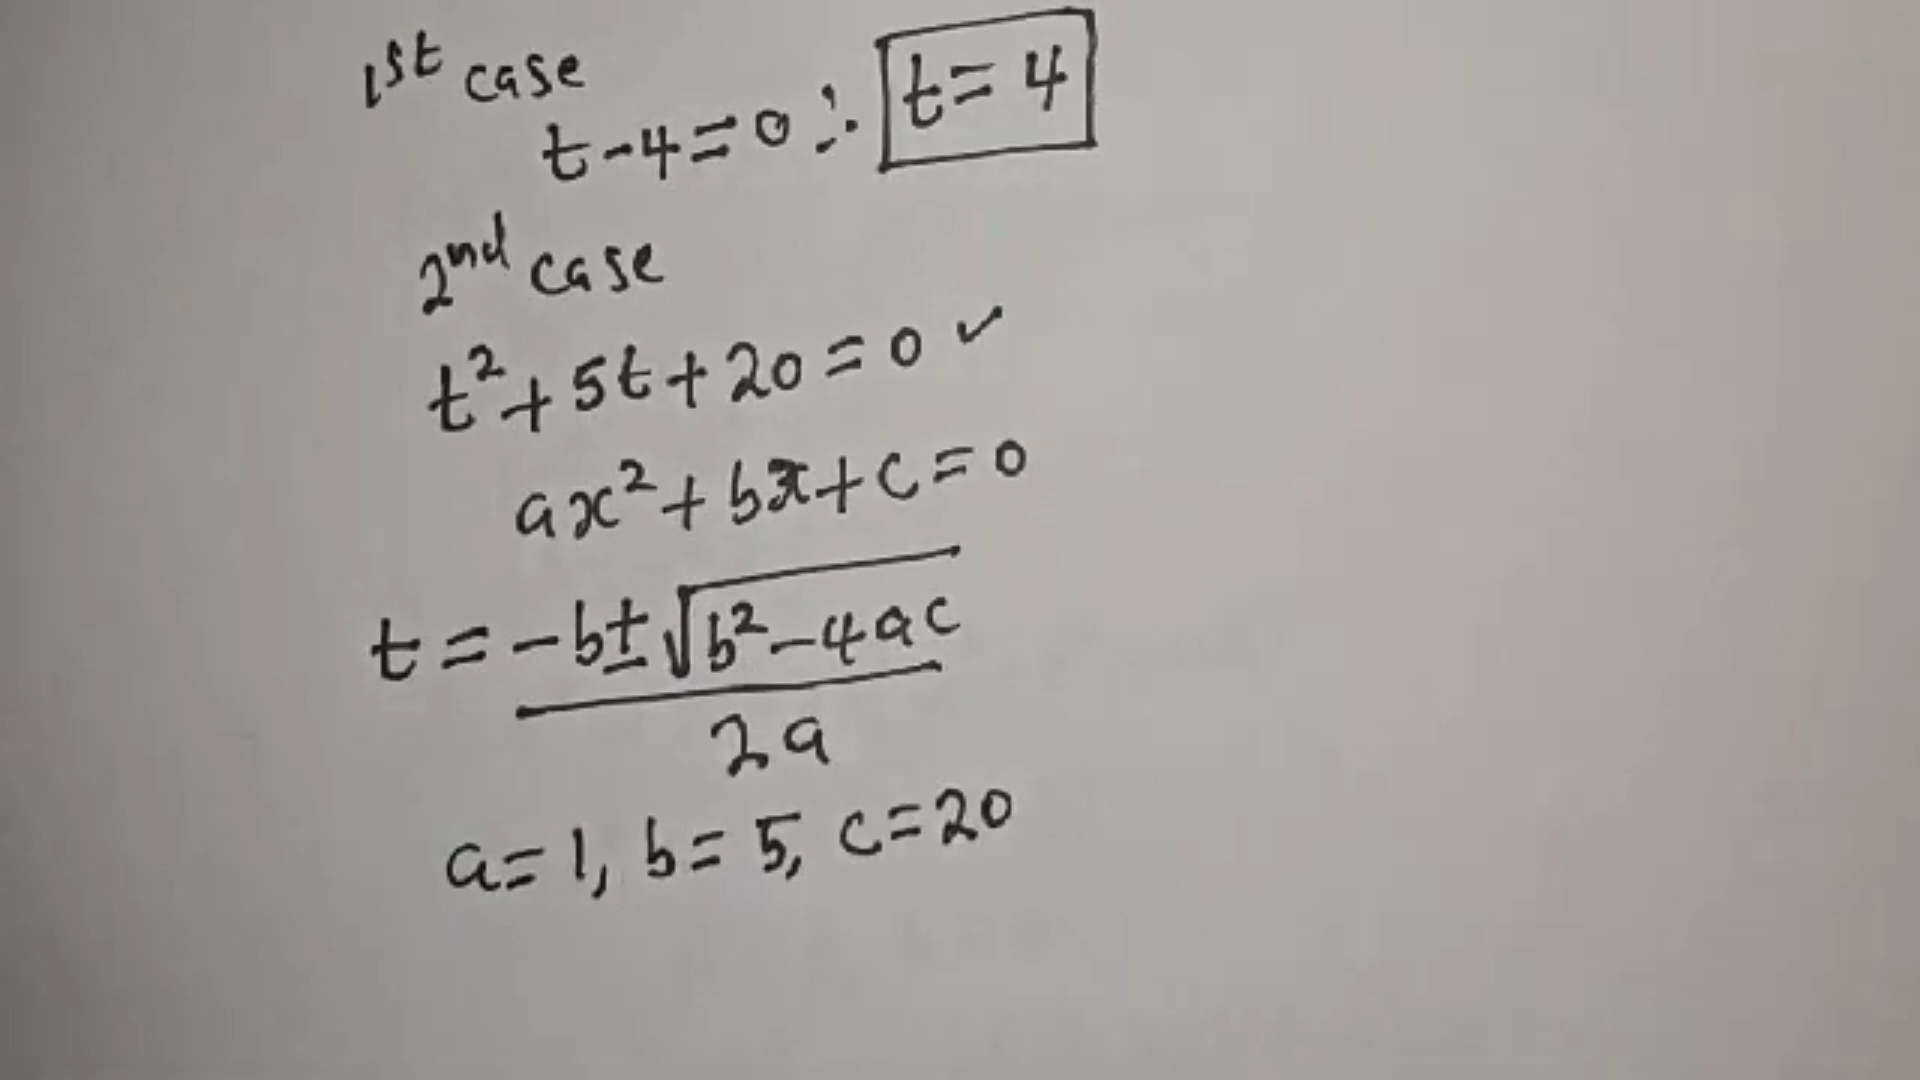 1st case
t-4=0 ∴ t=4
2nd case
t²+5t+20=0 ✓
ax²+bx+c=0
t=-b±√b²-4ac
2a
a=1, b=5, c=20